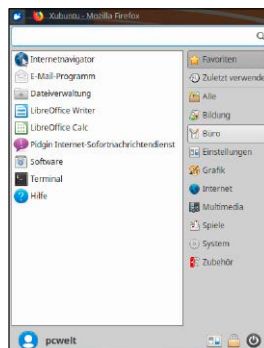 Xubuntu - Mozilla Firefox
Internetnavigator
E-Mail-Programm
Dateiverwaltung
LibreOffice Writer
LibreOffice Calc
Pidgin Internet-Sofortnachrichtendienst
Software
Terminal
Hilfe
Favoriten
Zuletzt verwende
Alle
Bildung
Büro
Einstellungen
Grafik
Internet
Multimedia
Spiele
System
Zubehör
pcwelt